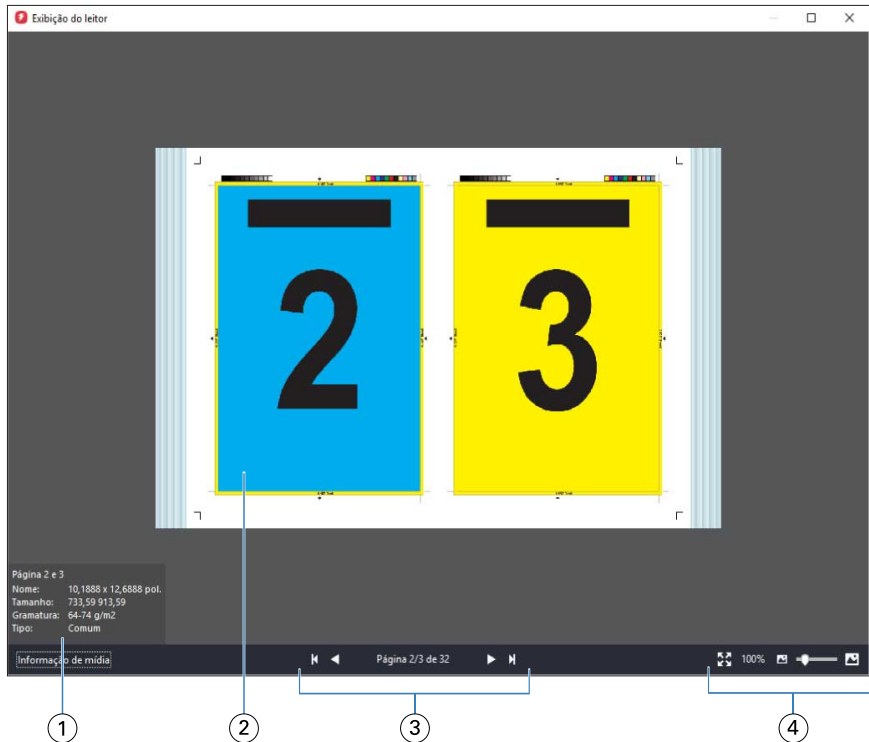 Exibição do leitor
2
3
Página 2 e 3
Nome: 10,1888 x 12,6888 pol.
Tamanho: 733,59 913,59
Gramatura: 64-74 g/m2
Tipo: Comum
Informação de mídia
Página 2/3 de 32
100%
1
2
3
4